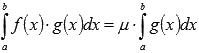 ∫_a^b f(x)·g(x)dx = μ·∫_a^b g(x)dx